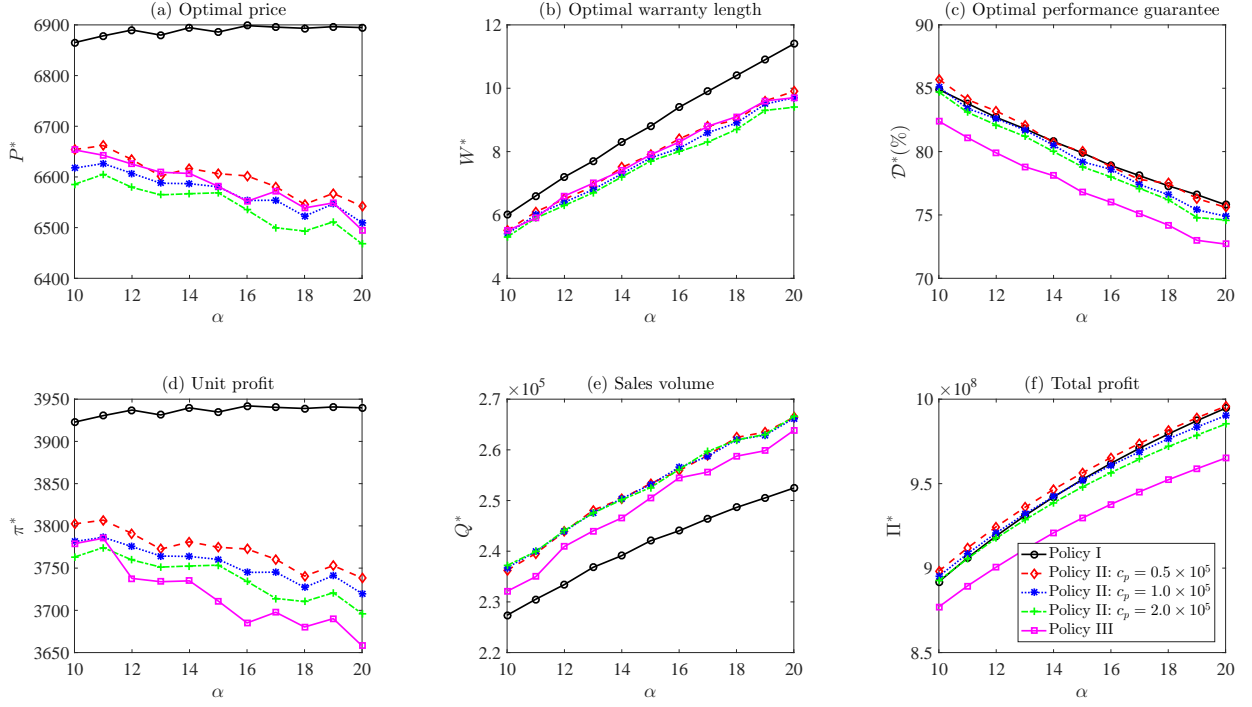 (a) Optimal price
6900
6800
6700
6600
6500
6400
P*
10 12 14 16 18 20
α
(b) Optimal warranty length
12
10
8
6
4
W*
10 12 14 16 18 20
α
(c) Optimal performance guarantee
90
85
80
75
70
D*(%)
10 12 14 16 18 20
α
(d) Unit profit
3950
3900
3850
3800
3750
3700
3650
π*
10 12 14 16 18 20
α
(e) Sales volume
×10⁵
2.7
2.6
2.5
2.4
2.3
2.2
Q*
10 12 14 16 18 20
α
(f) Total profit
×10⁸
10
9.5
9
8.5
Π*
10 12 14 16 18 20
α
Policy I
Policy II: cₚ = 0.5 × 10⁵
Policy II: cₚ = 1.0 × 10⁵
Policy II: cₚ = 2.0 × 10⁵
Policy III